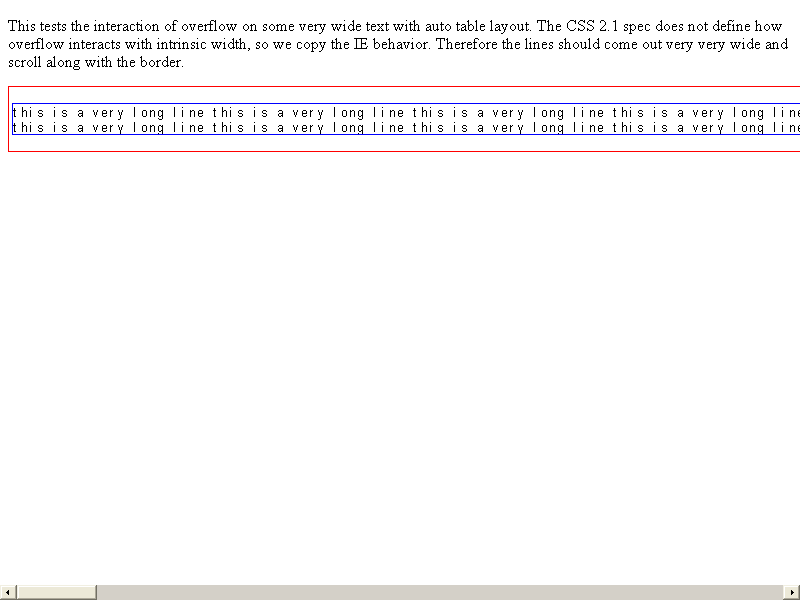 This tests the interaction of overflow on some very wide text with auto table layout. The CSS 2.1 spec does not define how
overflow interacts with intrinsic width, so we copy the IE behavior. Therefore the lines should come out very very wide and
scroll along with the border.
this is a very long line this is a very long line this is a very long line this is a very long line
this is a very long line this is a very long line this is a very long line this is a very long line